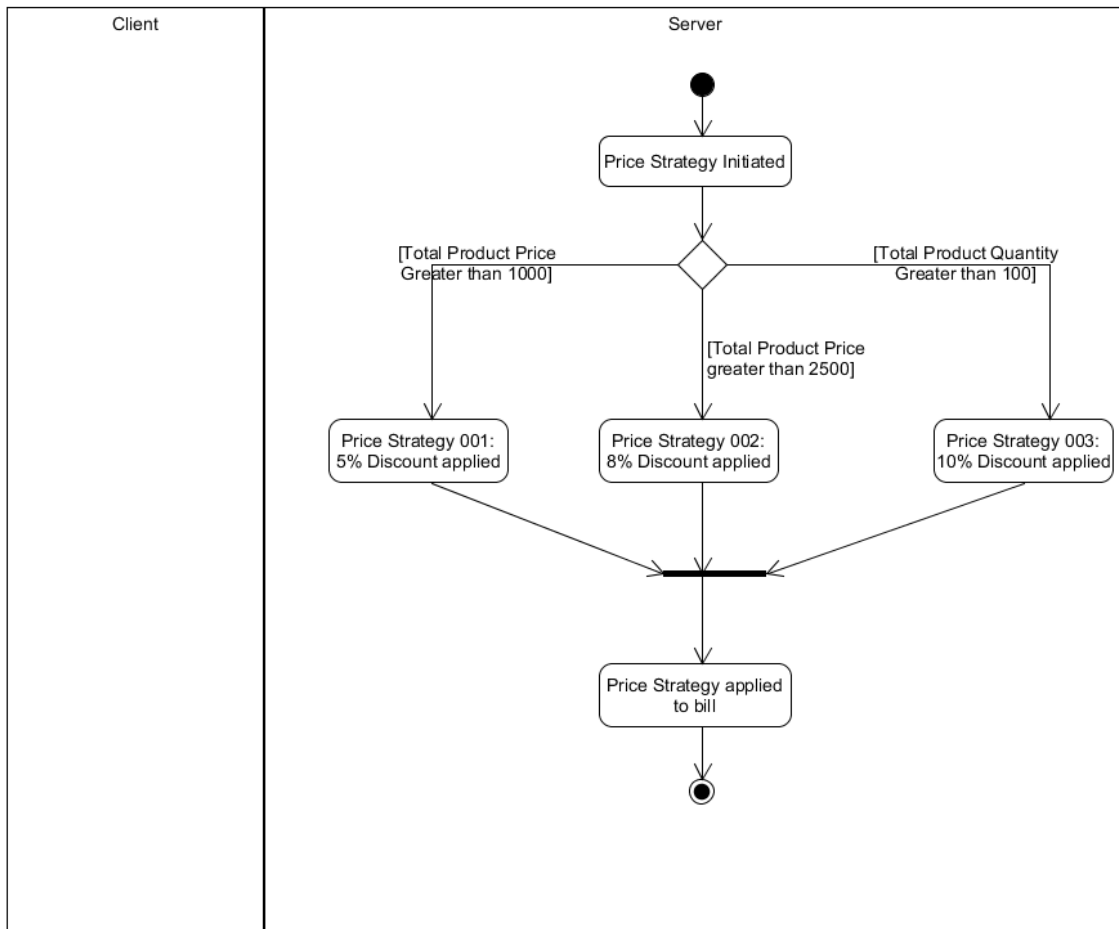 Client
Server
Price Strategy Initiated
[Total Product Price
Greater than 1000]
[Total Product Quantity
Greater than 100]
[Total Product Price
greater than 2500]
Price Strategy 001:
5% Discount applied
Price Strategy 002:
8% Discount applied
Price Strategy 003:
10% Discount applied
Price Strategy applied
to bill